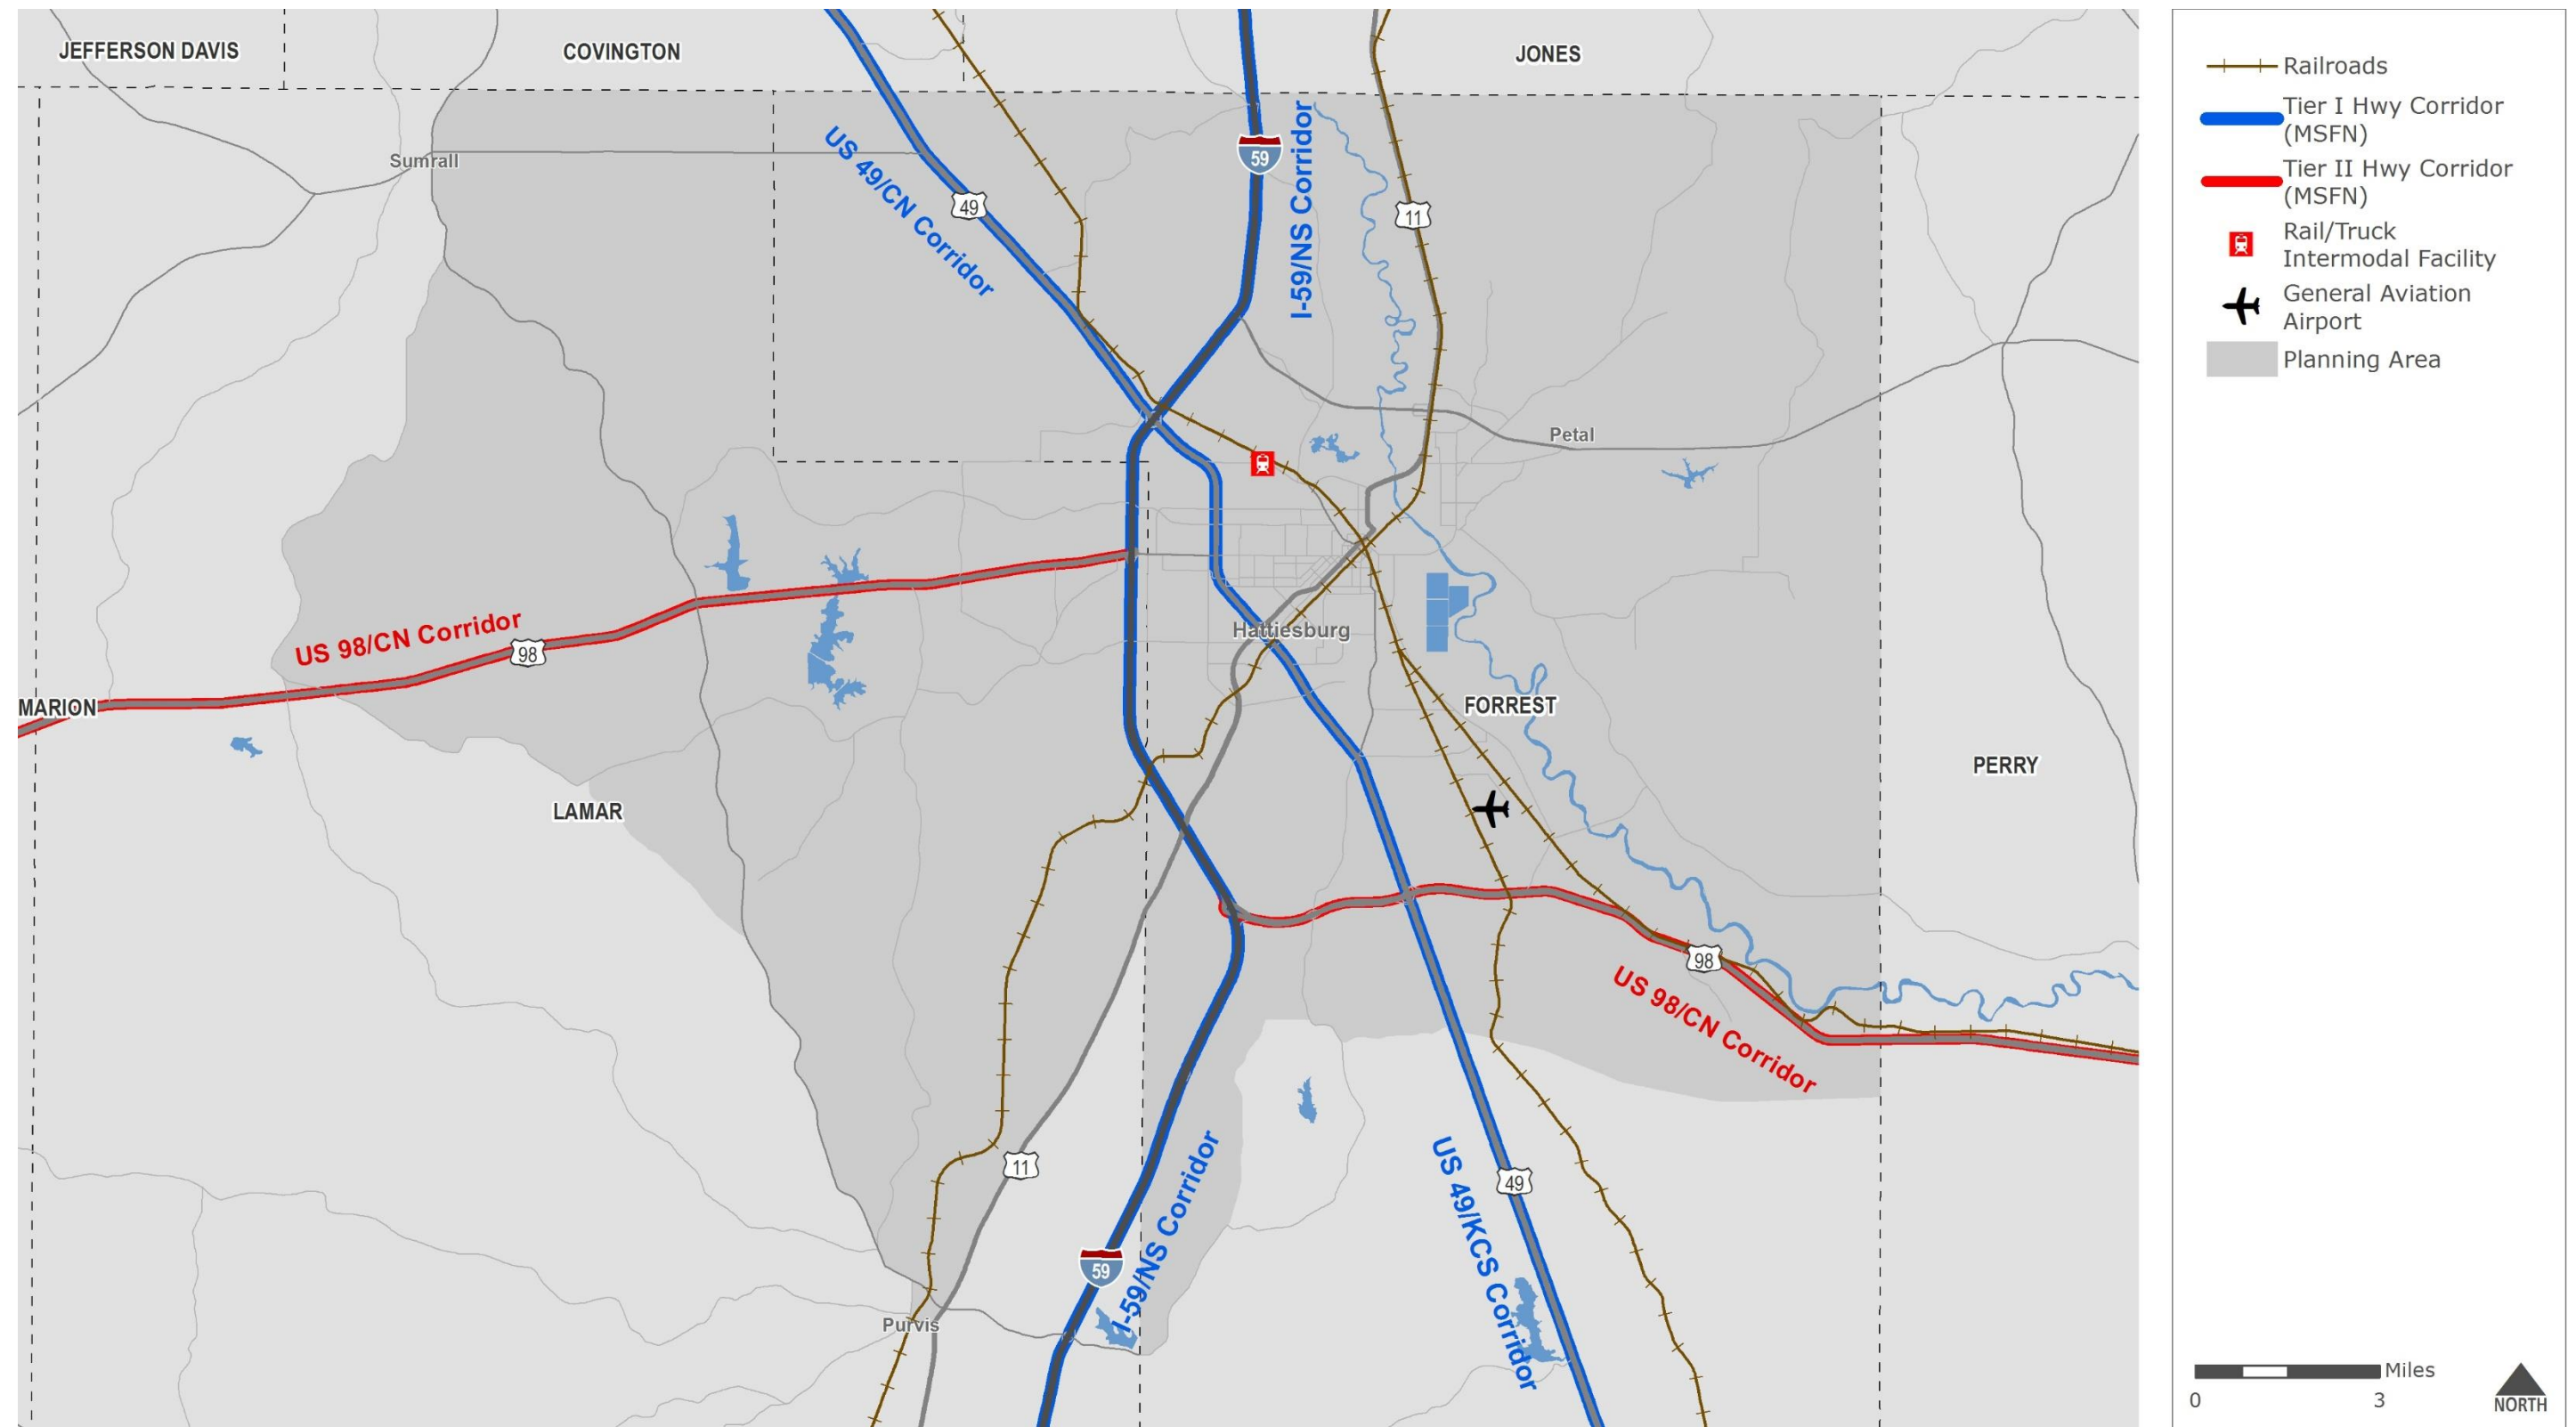 JEFFERSON DAVIS
COVINGTON
JONES
Sumrall
US 49/CN Corridor
49
59
I-59/NS Corridor
11
Petal
US 98/CN Corridor
98
Hattiesburg
MARION
FORREST
PERRY
LAMAR
98
US 98/CN Corridor
11
59
I-59/NS Corridor
US 49/KCS Corridor
49
Purvis
Railroads
Tier I Hwy Corridor
(MSFN)
Tier II Hwy Corridor
(MSFN)
Rail/Truck
Intermodal Facility
General Aviation
Airport
Planning Area
Miles
0 3
NORTH